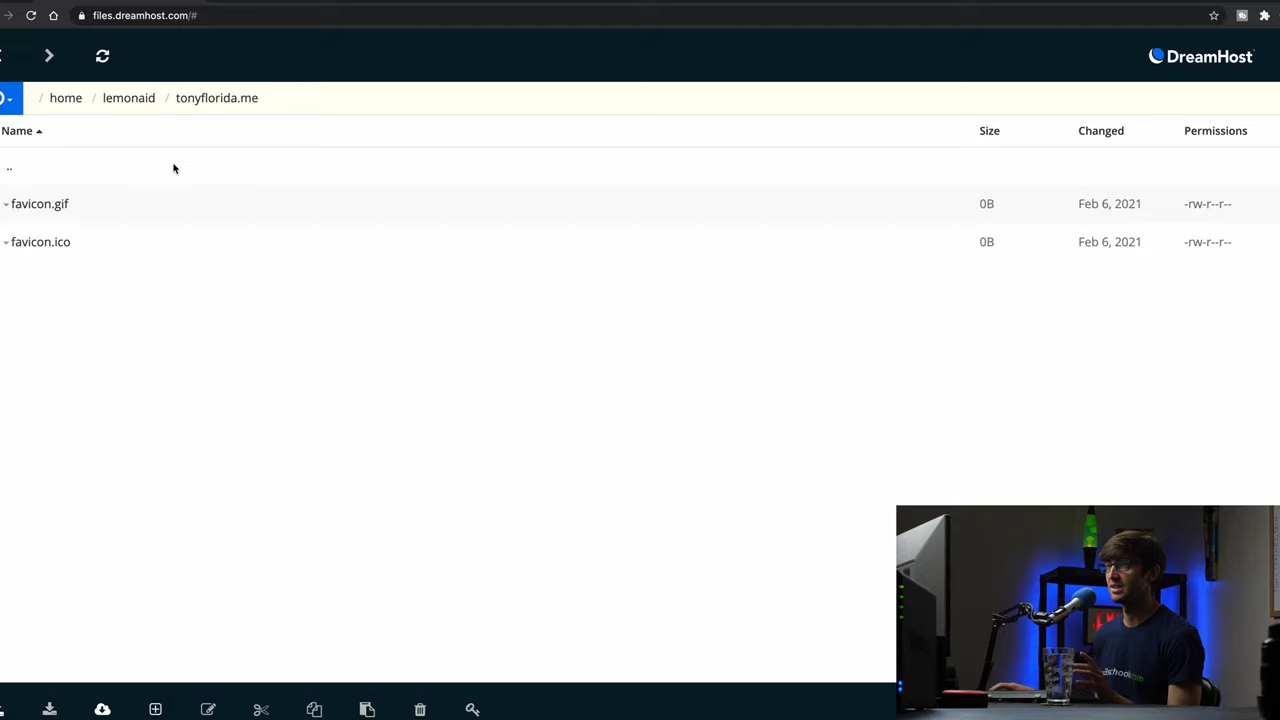 files.dreamhost.com/#
DreamHost
/ home / lemonaid / tonyflorida.me
Name Size Changed Permissions
..
favicon.gif 0B Feb 6, 2021 -rw-r--r--
favicon.ico 0B Feb 6, 2021 -rw-r--r--